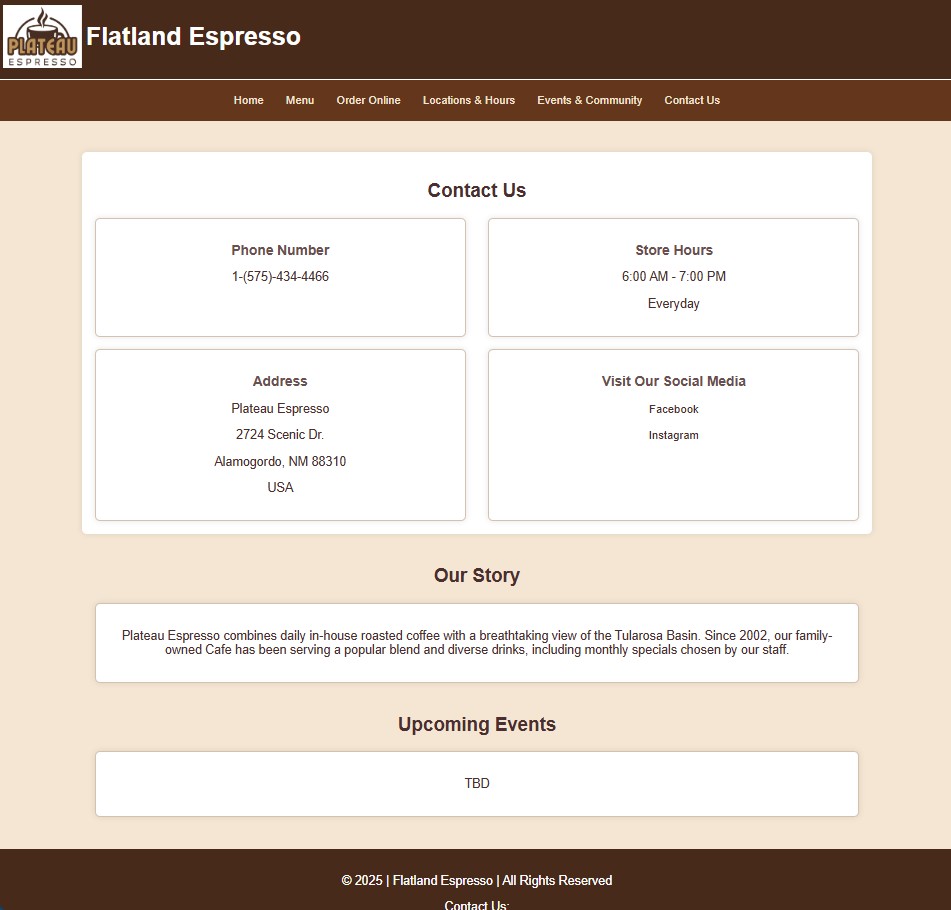 PLATEAU
ESPRESSO
Flatland Espresso
Home Menu Order Online Locations & Hours Events & Community Contact Us
Contact Us
Phone Number
1-(575)-434-4466
Store Hours
6:00 AM - 7:00 PM
Everyday
Address
Plateau Espresso
2724 Scenic Dr.
Alamogordo, NM 88310
USA
Visit Our Social Media
Facebook
Instagram
Our Story
Plateau Espresso combines daily in-house roasted coffee with a breathtaking view of the Tularosa Basin. Since 2002, our family-
owned Cafe has been serving a popular blend and diverse drinks, including monthly specials chosen by our staff.
Upcoming Events
TBD
© 2025 | Flatland Espresso | All Rights Reserved
Contact Us: